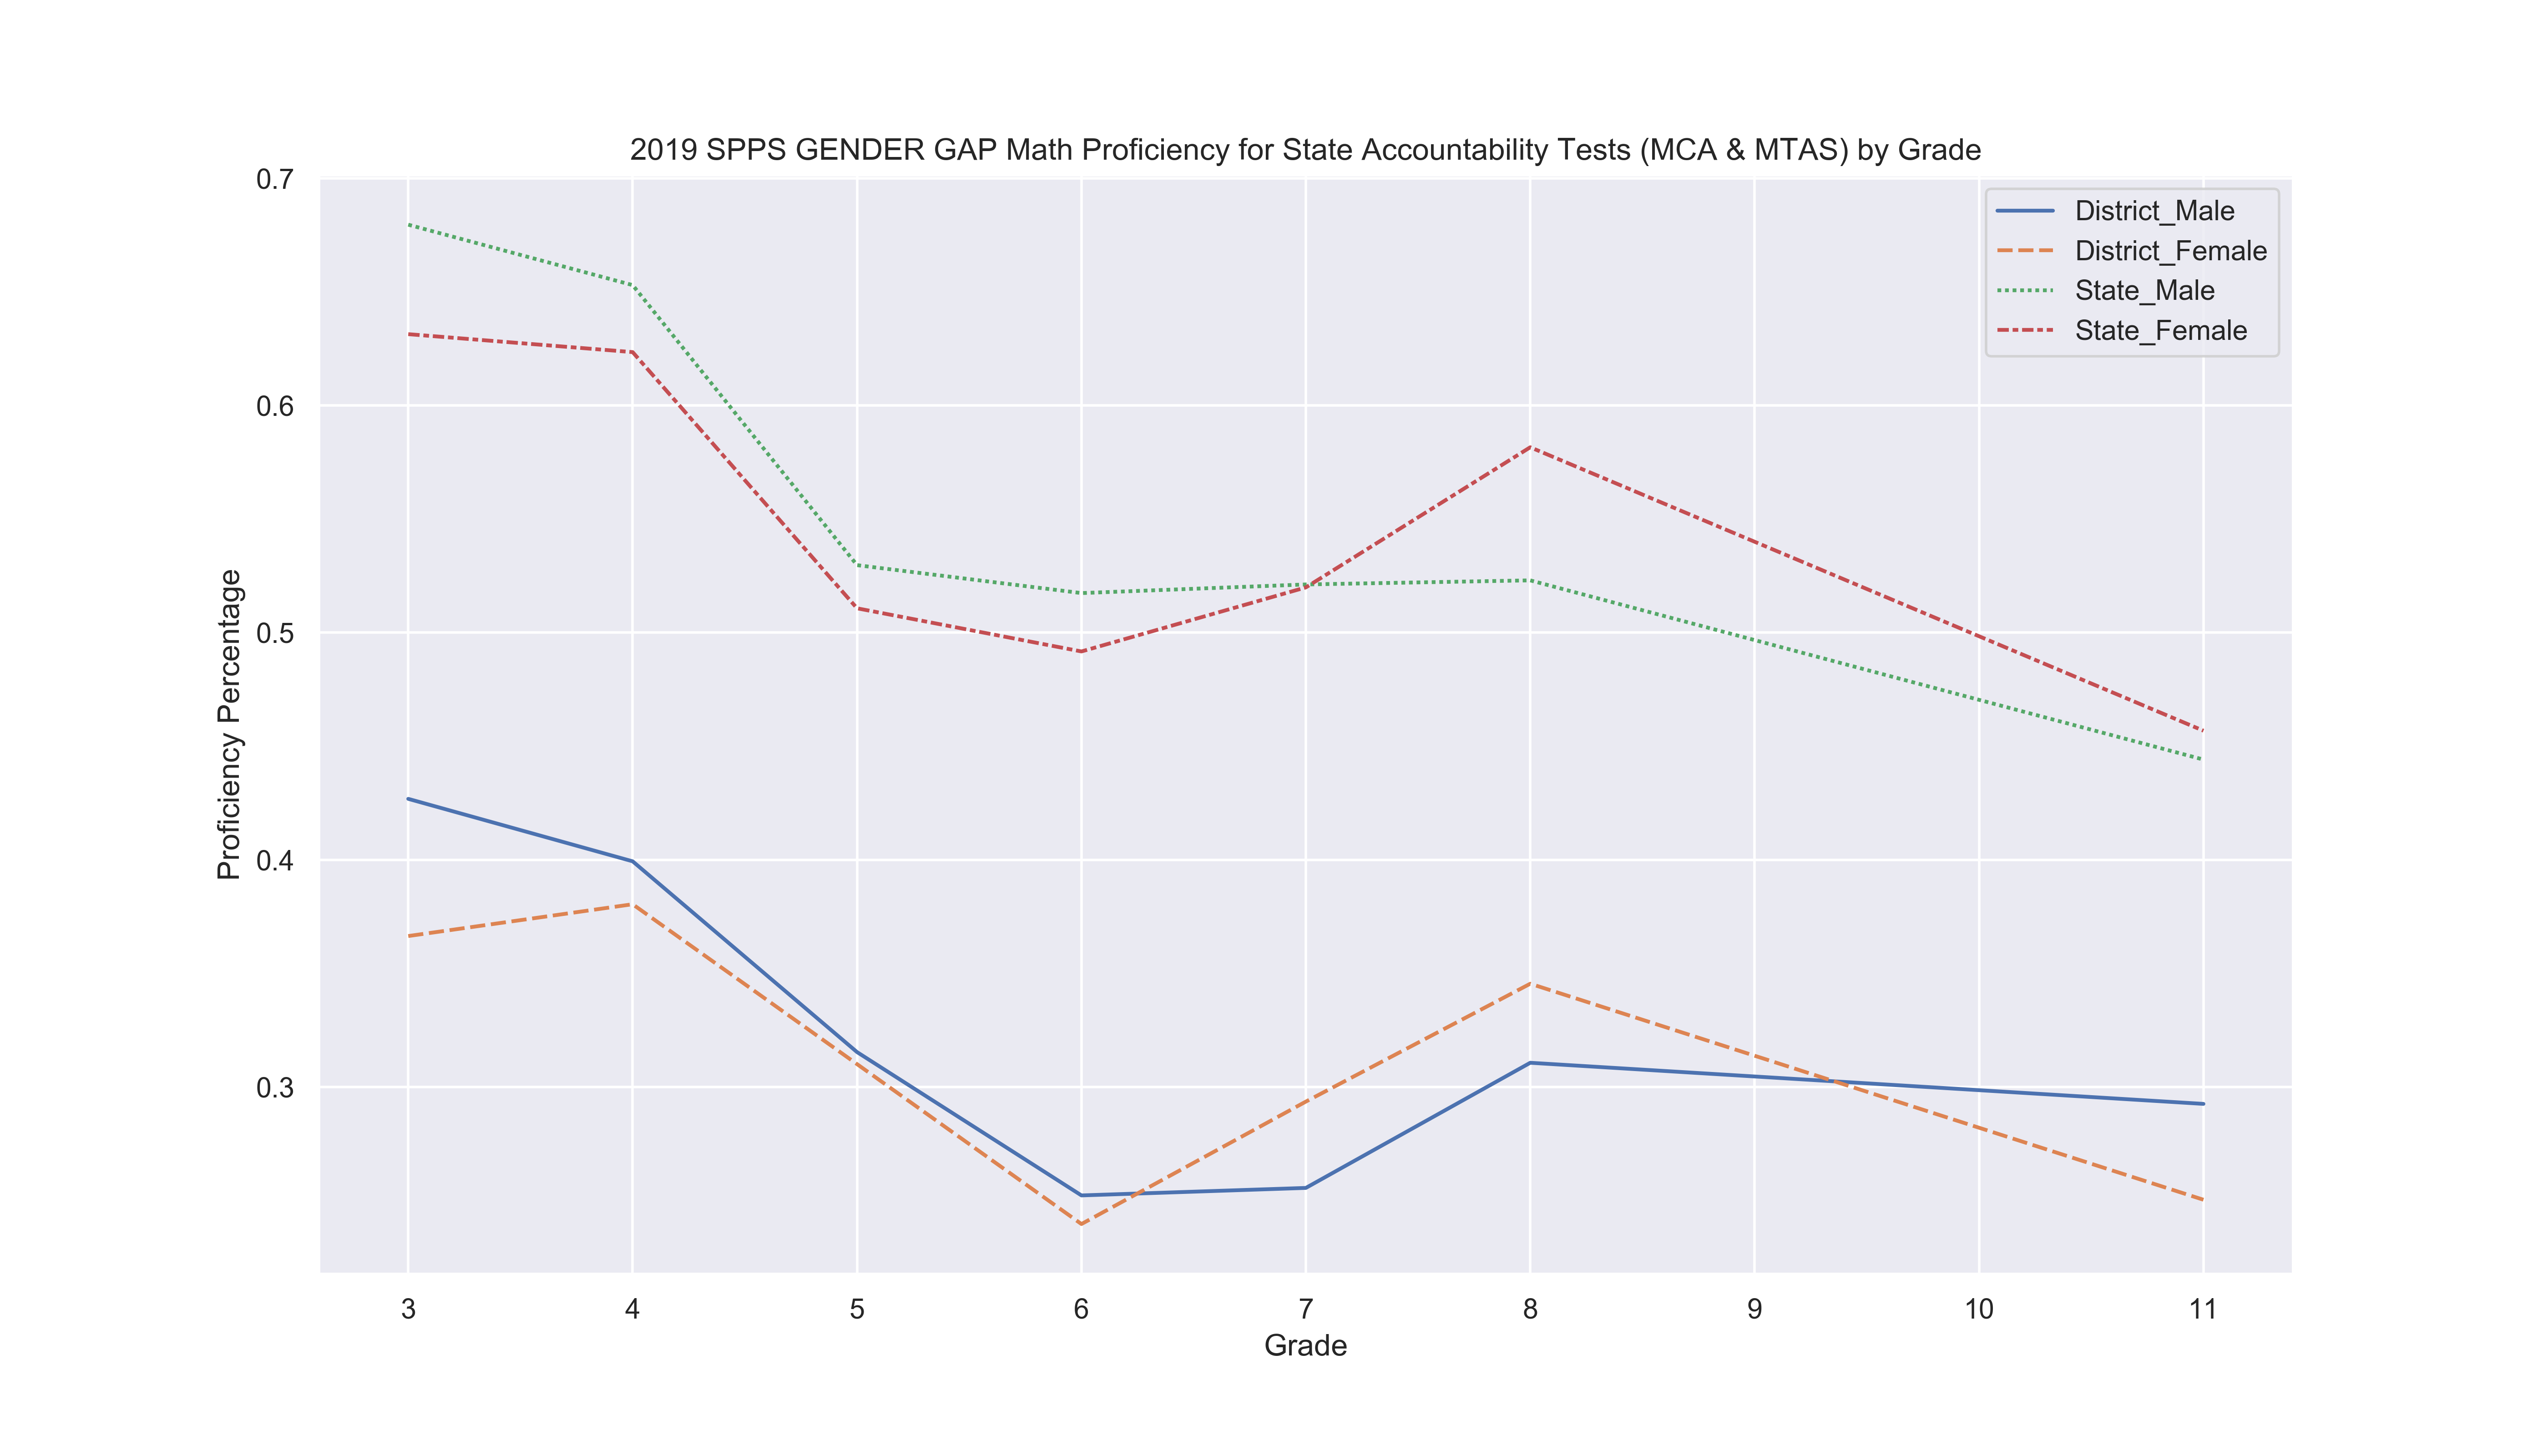 2019 SPPS GENDER GAP Math Proficiency for State Accountability Tests (MCA & MTAS) by Grade
0.7
0.6
0.5
0.4
0.3
Proficiency Percentage
District_Male
District_Female
State_Male
State_Female
3 4 5 6 7 8 9 10 11
Grade